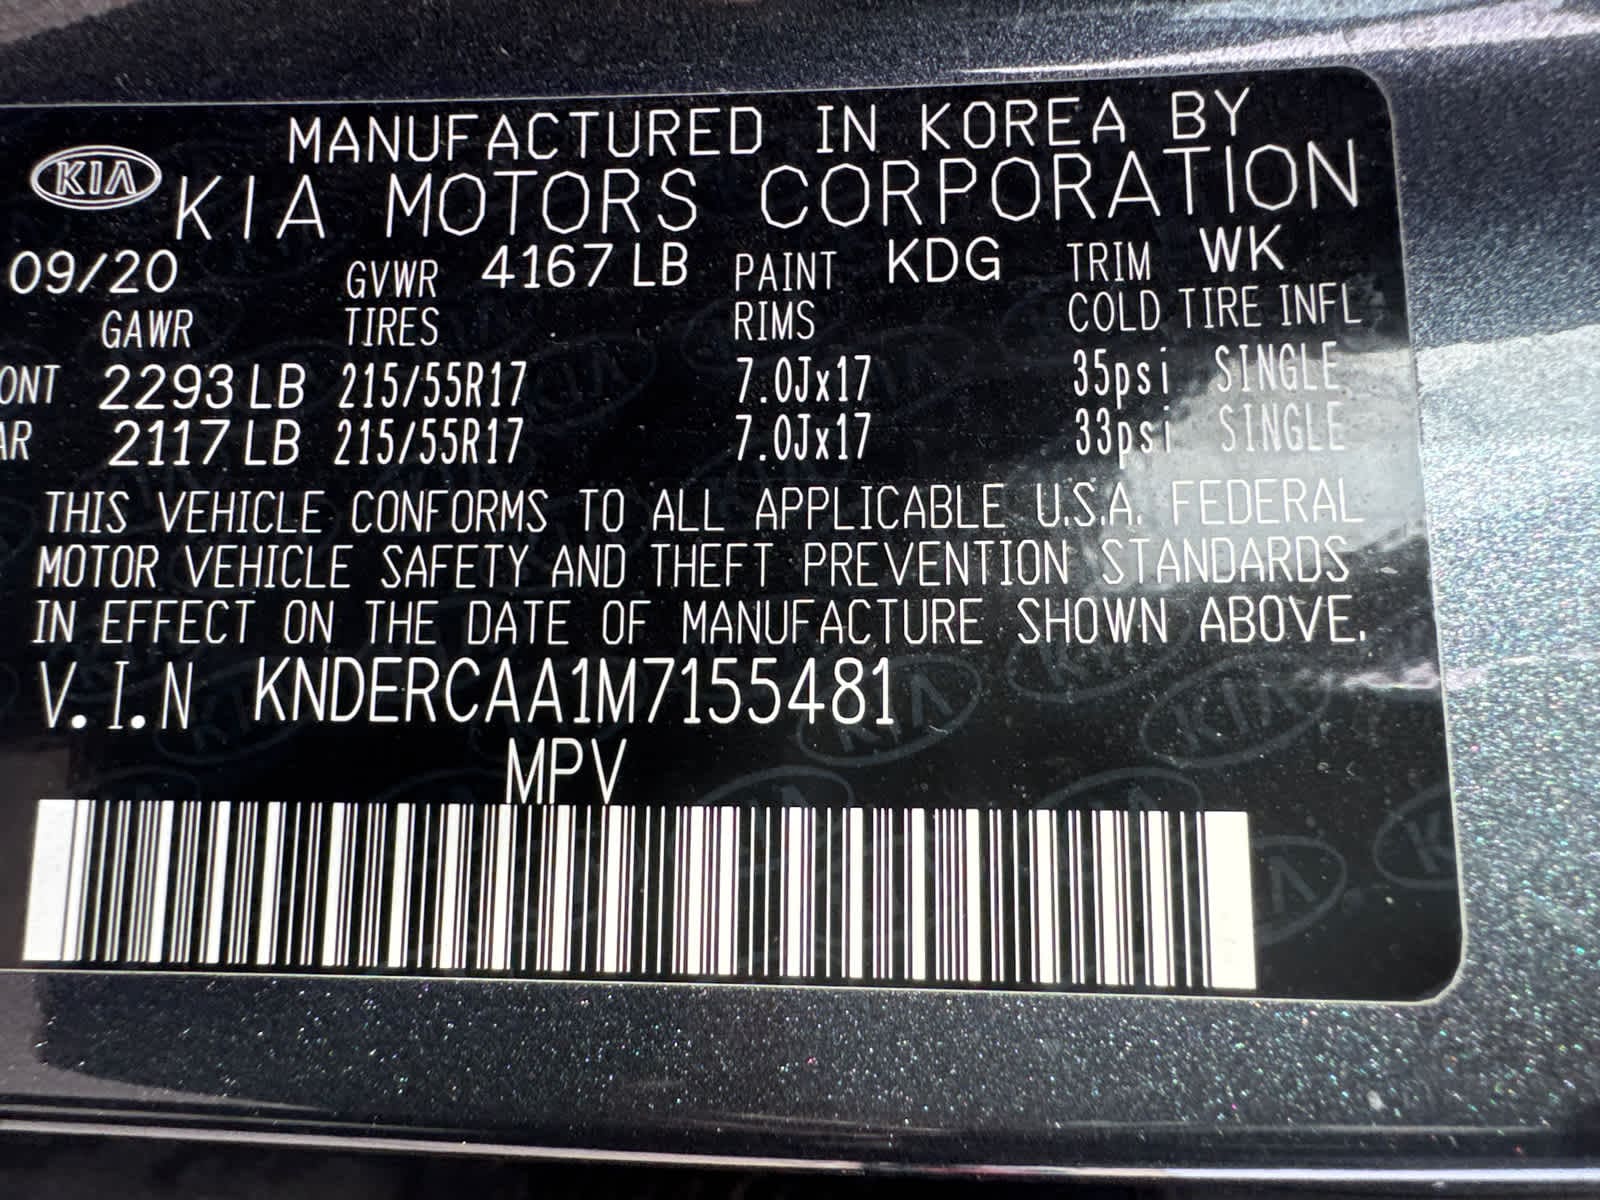 MANUFACTURED IN KOREA BY
KIA KIA MOTORS CORPORATION
09/20 GVWR 4167 LB PAINT KDG TRIM WK
GAWR TIRES RIMS COLD TIRE INFL
ONT 2293 LB 215/55R17 7.0Jx17 35psi SINGLE
AR 2117 LB 215/55R17 7.0Jx17 33psi SINGLE
THIS VEHICLE CONFORMS TO ALL APPLICABLE U.S.A. FEDERAL
MOTOR VEHICLE SAFETY AND THEFT PREVENTION STANDARDS
IN EFFECT ON THE DATE OF MANUFACTURE SHOWN ABOVE.
V.I.N KNDERCAA1M7155481
MPV